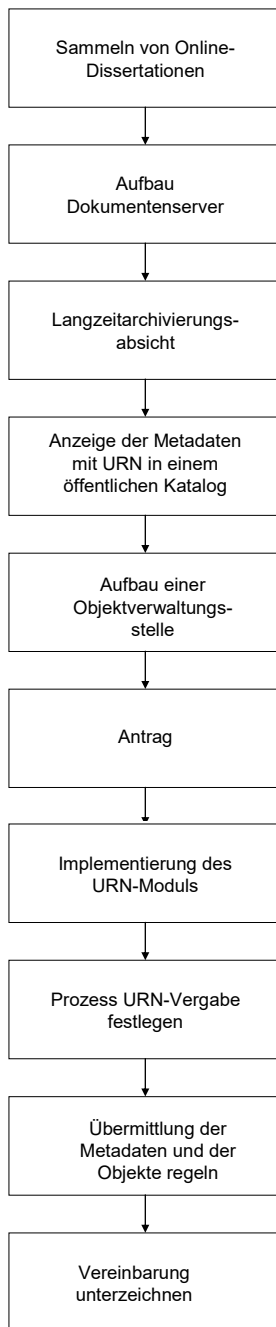 Sammeln von Online-
Dissertationen
Aufbau
Dokumentenserver
Langzeitarchivierungs-
absicht
Anzeige der Metadaten
mit URN in einem
öffentlichen Katalog
Aufbau einer
Objektverwaltungs-
stelle
Antrag
Implementierung des
URN-Moduls
Prozess URN-Vergabe
festlegen
Übermittlung der
Metadaten und der
Objekte regeln
Vereinbarung
unterzeichnen